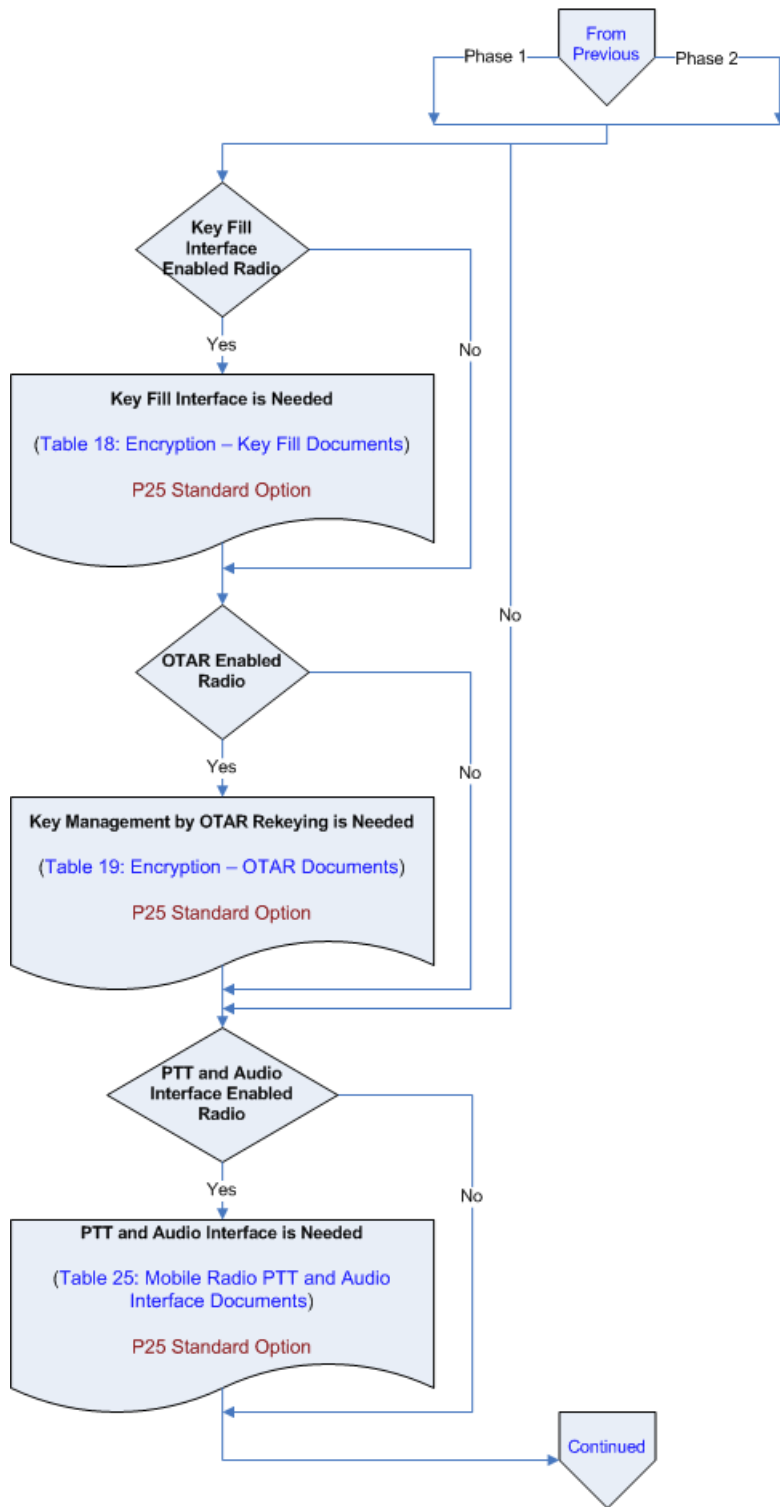 From
Previous
Phase 1
Phase 2
Key Fill
Interface
Enabled Radio
Yes
No
Key Fill Interface is Needed
(Table 18: Encryption – Key Fill Documents)
P25 Standard Option
No
OTAR Enabled
Radio
Yes
No
Key Management by OTAR Rekeying is Needed
(Table 19: Encryption – OTAR Documents)
P25 Standard Option
PTT and Audio
Interface Enabled
Radio
Yes
No
PTT and Audio Interface is Needed
(Table 25: Mobile Radio PTT and Audio
Interface Documents)
P25 Standard Option
Continued